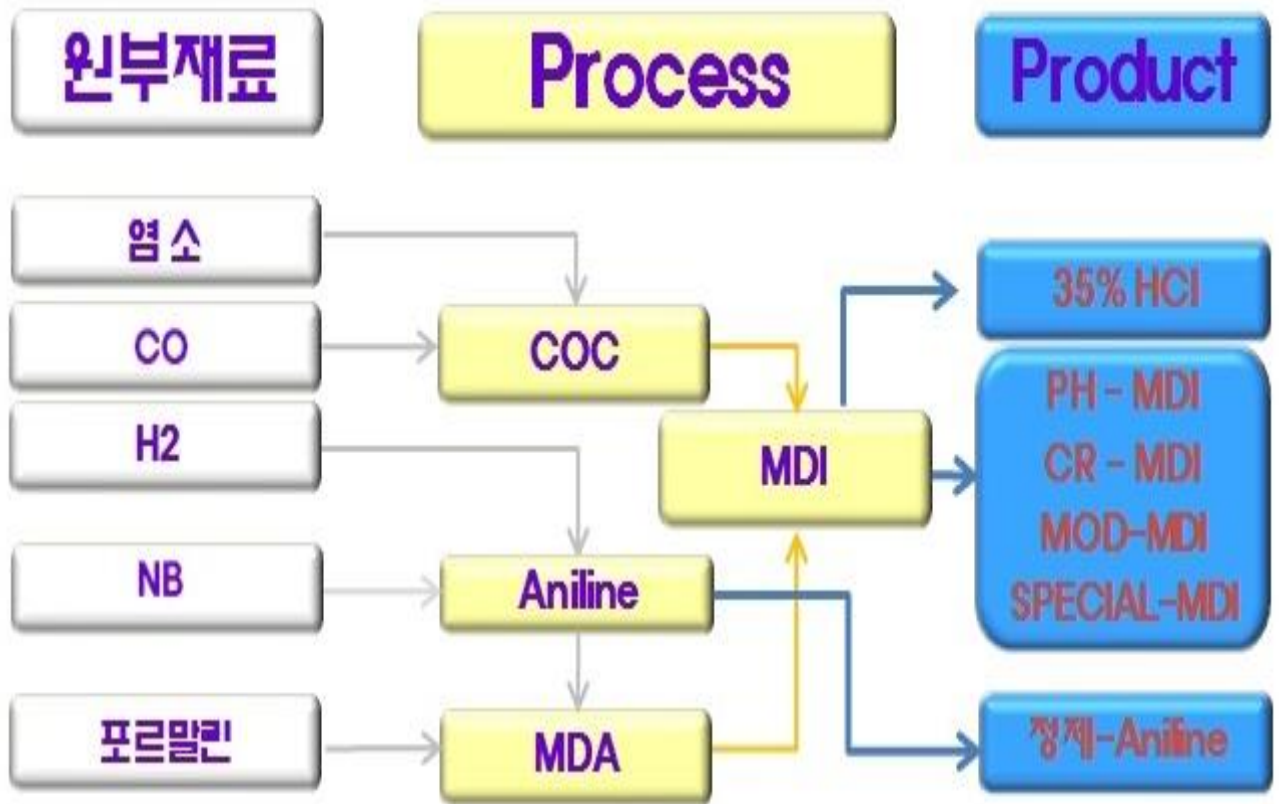 원부재료
Process
Product
염 소
CO
H2
NB
포르말린
COC
Aniline
MDA
MDI
35% HCl
PH - MDI
CR - MDI
MOD-MDI
SPECIAL-MDI
정제-Aniline